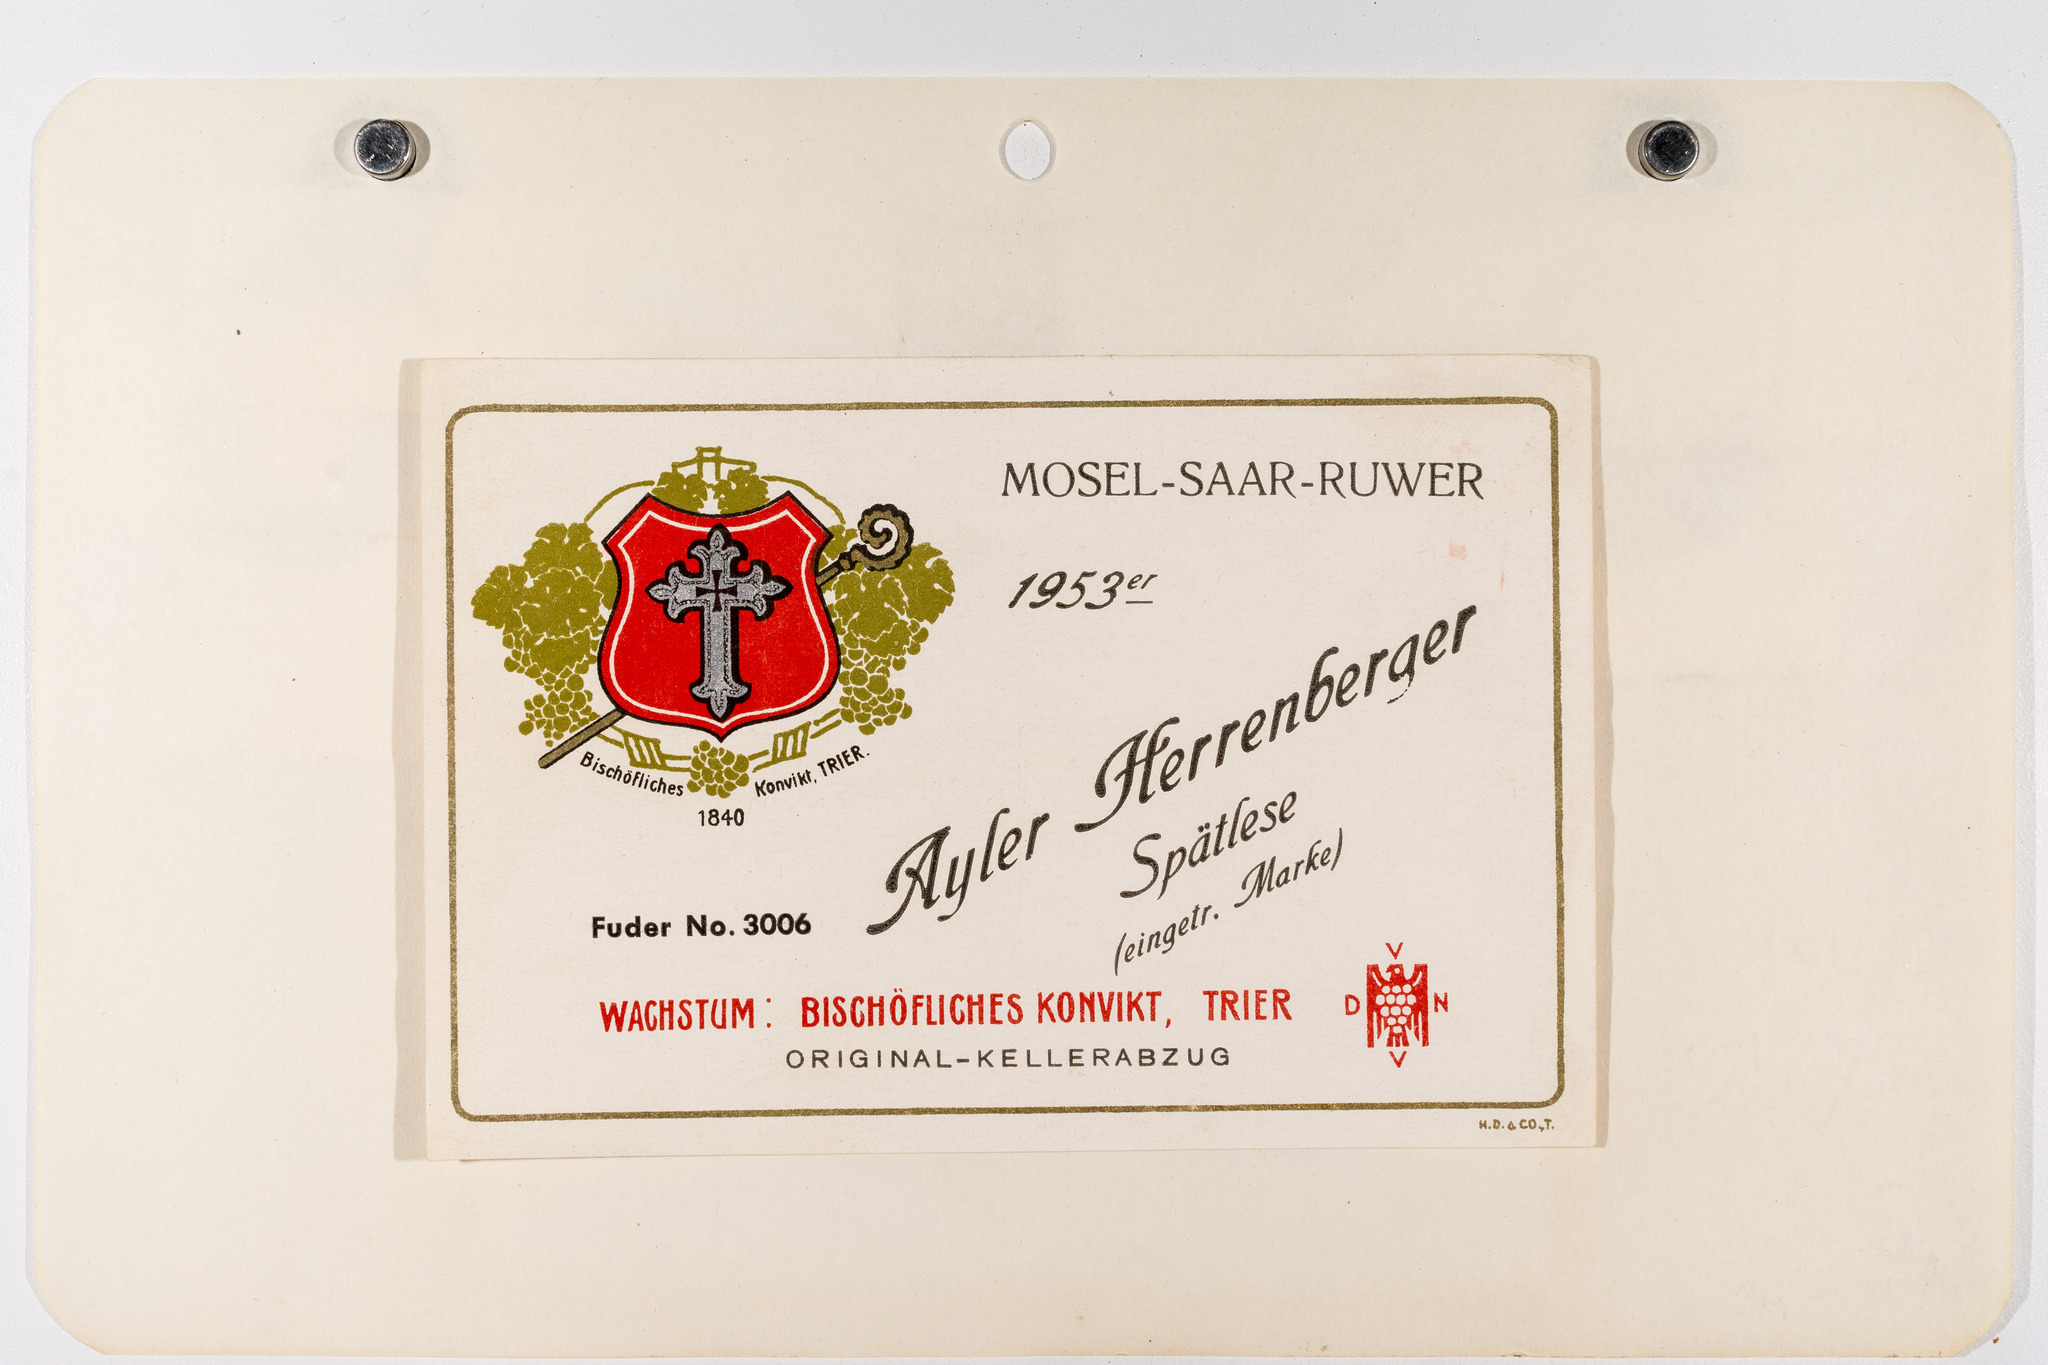 MOSEL-SAAR-RUWER
1953er
Bischöfliches Konvikt, TRIER.
1840
Ayler Herrenberger
Spätlese
(eingetr. Marke)
Fuder No. 3006
WACHSTUM: BISCHÖFLICHES KONVIKT, TRIER
V
D N
V
ORIGINAL-KELLERABZUG
H.D. & CO., T.